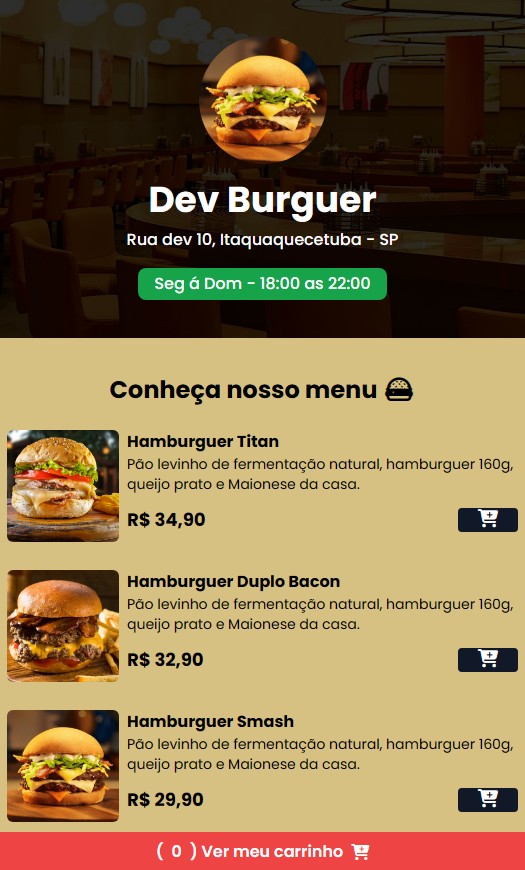 Dev Burguer
Rua dev 10, Itaquaquecetuba - SP
Seg á Dom - 18:00 as 22:00
Conheça nosso menu
Hamburguer Titan
Pão levinho de fermentação natural, hamburguer 160g,
queijo prato e Maionese da casa.
R$ 34,90
Hamburguer Duplo Bacon
Pão levinho de fermentação natural, hamburguer 160g,
queijo prato e Maionese da casa.
R$ 32,90
Hamburguer Smash
Pão levinho de fermentação natural, hamburguer 160g,
queijo prato e Maionese da casa.
R$ 29,90
( 0 ) Ver meu carrinho